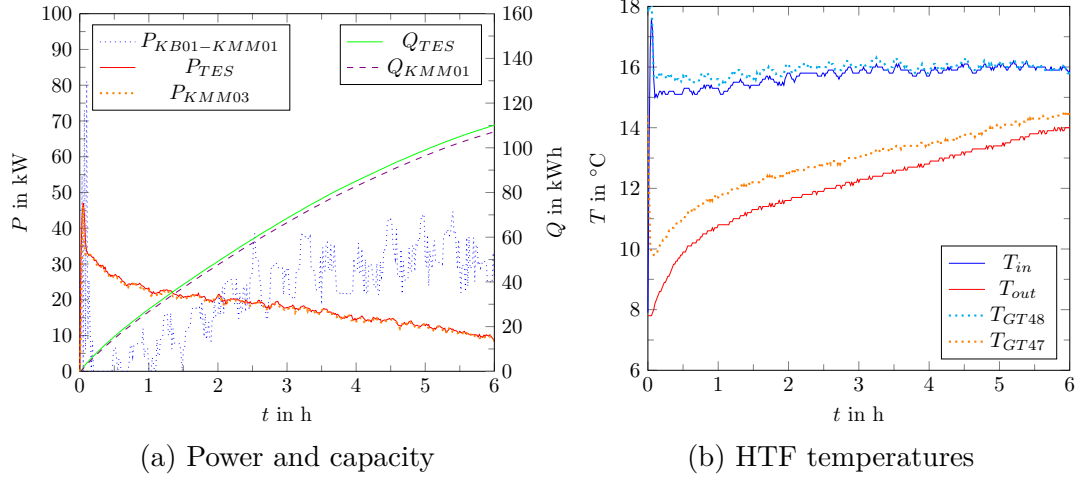 100
90
80
70
60
50
40
30
20
10
0
P in kW
160
140
120
100
80
60
40
20
0
Q in kWh
P_{KB01−KMM01}
P_{TES}
P_{KMM03}
Q_{TES}
Q_{KMM01}
0 1 2 3 4 5 6
t in h
(a) Power and capacity
18
16
14
12
10
8
6
T in °C
T_{in}
T_{out}
T_{GT48}
T_{GT47}
0 1 2 3 4 5 6
t in h
(b) HTF temperatures